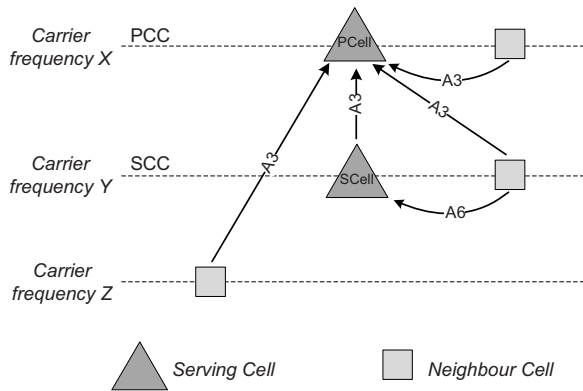 Carrier
frequency X
PCC
PCell
A3
A3
A3
A3
Carrier
frequency Y
SCC
SCell
A6
Carrier
frequency Z
Serving Cell
Neighbour Cell